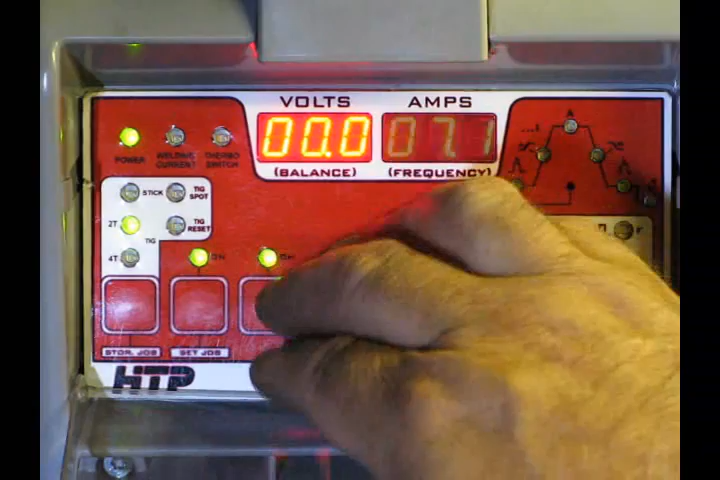 VOLTS AMPS
00.0 07.1
(BALANCE) (FREQUENCY)
POWER WELDING CURRENT THERMO SWITCH
A
STICK TIG SPOT
2T TIG RESET
TIG
4T
ON ON
STOR. JOB SET JOB
HTP